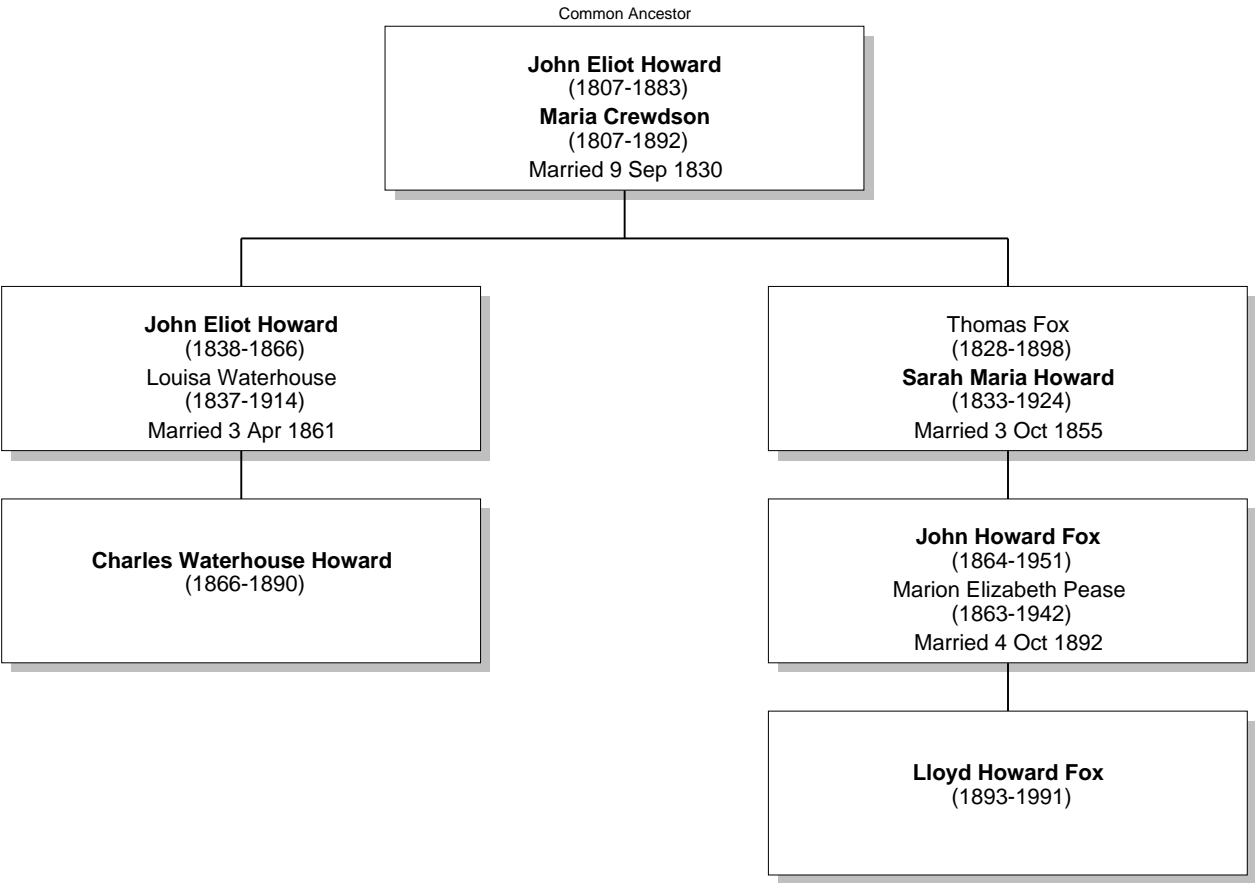 Common Ancestor
John Eliot Howard
(1807-1883)
Maria Crewdson
(1807-1892)
Married 9 Sep 1830
John Eliot Howard
(1838-1866)
Louisa Waterhouse
(1837-1914)
Married 3 Apr 1861
Thomas Fox
(1828-1898)
Sarah Maria Howard
(1833-1924)
Married 3 Oct 1855
Charles Waterhouse Howard
(1866-1890)
John Howard Fox
(1864-1951)
Marion Elizabeth Pease
(1863-1942)
Married 4 Oct 1892
Lloyd Howard Fox
(1893-1991)